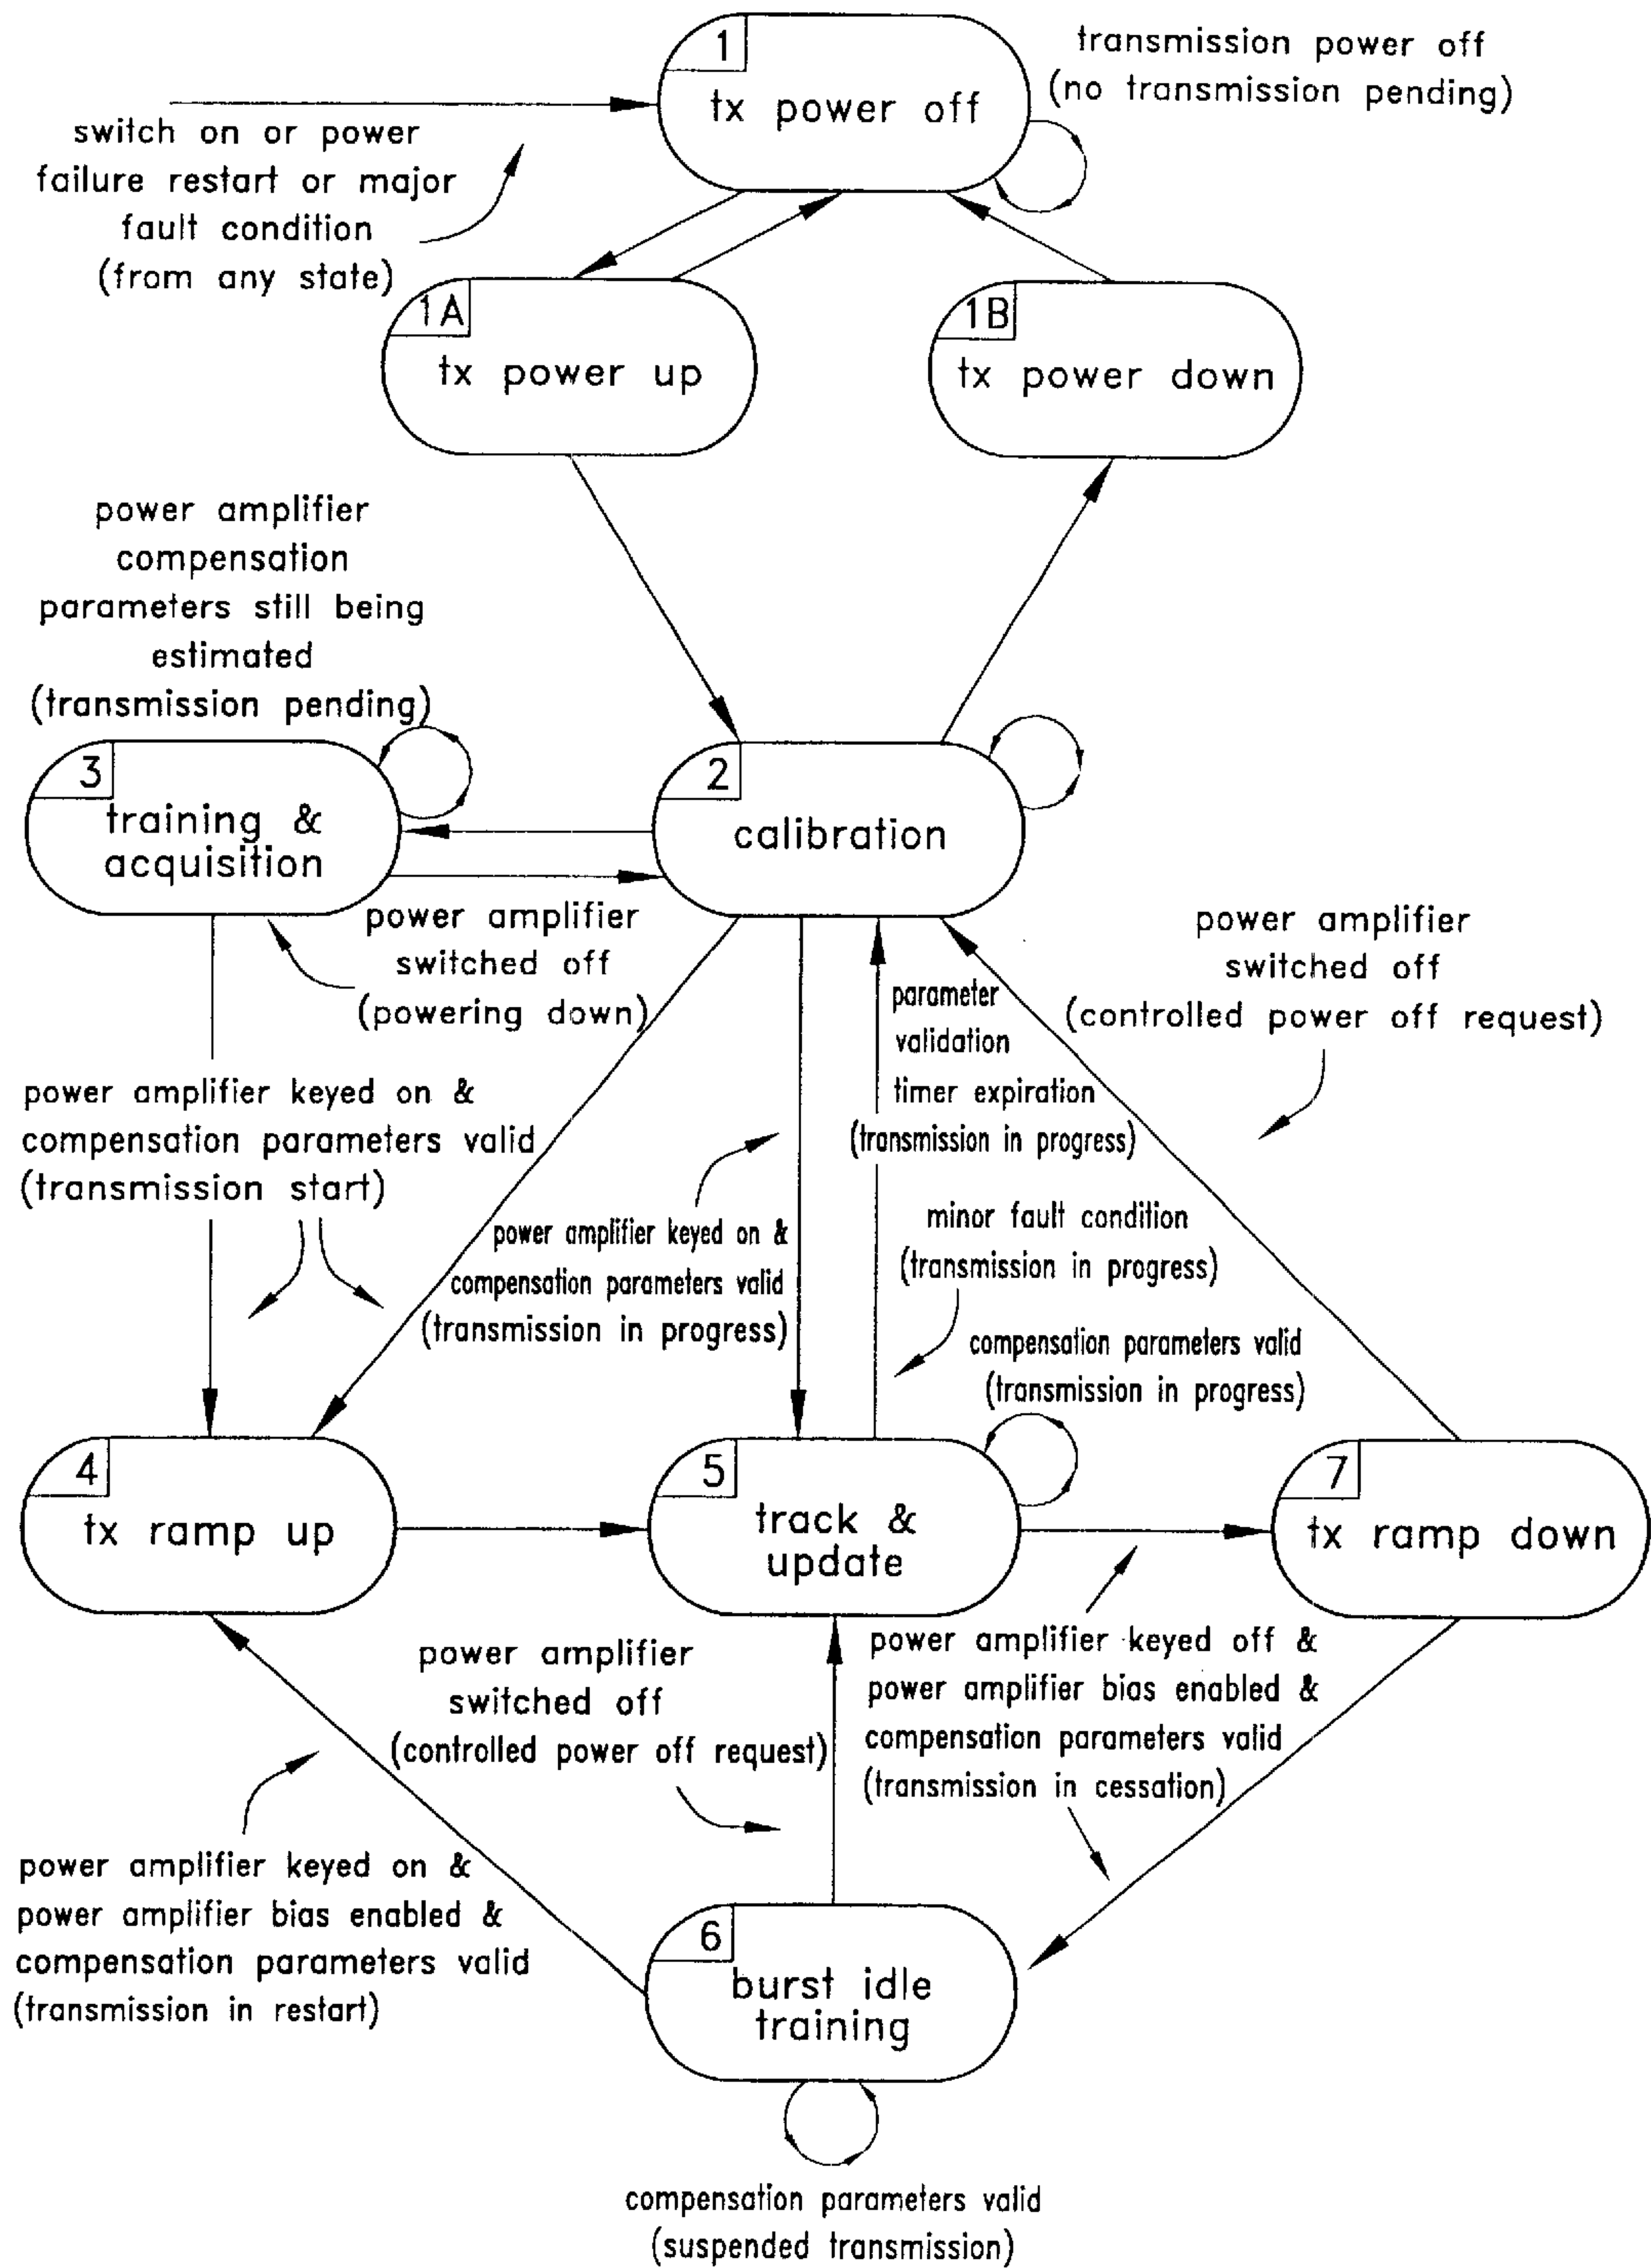 1
tx power off
transmission power off
(no transmission pending)
switch on or power
failure restart or major
fault condition
(from any state)
1A
tx power up
1B
tx power down
power amplifier
compensation
parameters still being
estimated
(transmission pending)
3
training &
acquisition
2
calibration
power amplifier
switched off
(powering down)
parameter
validation
timer expiration
(transmission in progress)
power amplifier
switched off
(controlled power off request)
power amplifier keyed on &
compensation parameters valid
(transmission start)
power amplifier keyed on &
compensation parameters valid
(transmission in progress)
minor fault condition
(transmission in progress)
compensation parameters valid
(transmission in progress)
4
tx ramp up
5
track &
update
7
tx ramp down
power amplifier
switched off
(controlled power off request)
power amplifier keyed off &
power amplifier bias enabled &
compensation parameters valid
(transmission in cessation)
power amplifier keyed on &
power amplifier bias enabled &
compensation parameters valid
(transmission in restart)
6
burst idle
training
compensation parameters valid
(suspended transmission)